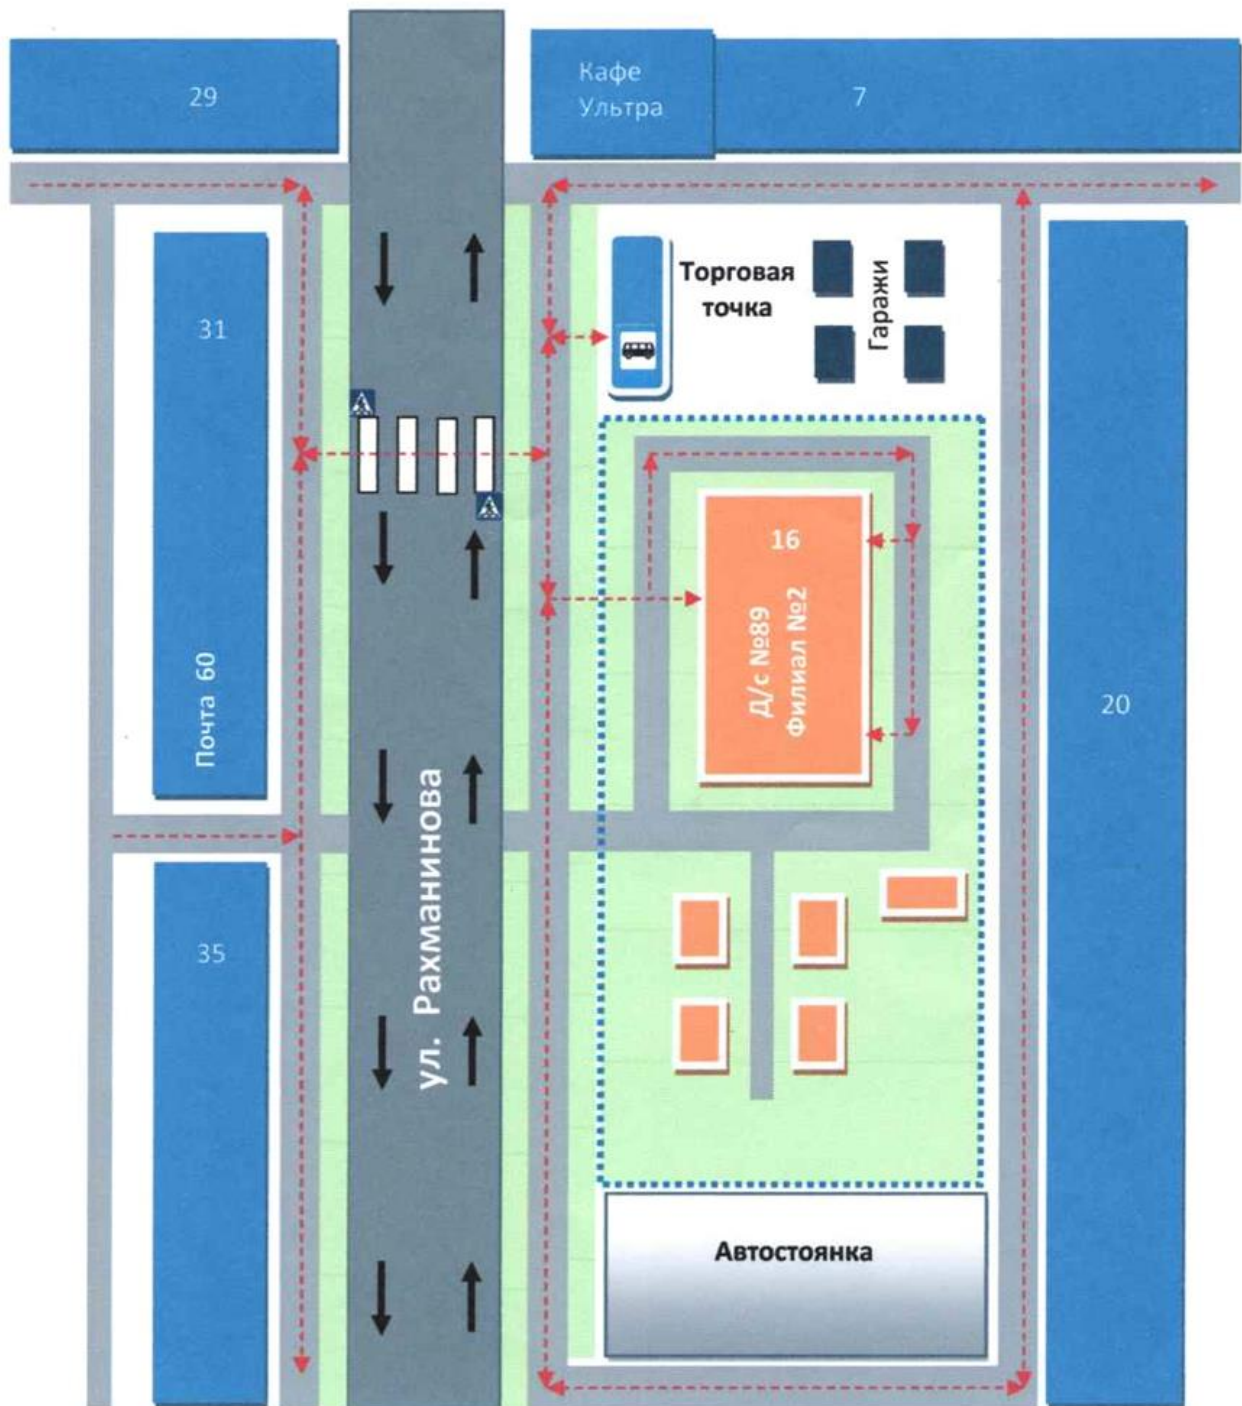 29
Кафе
Ультра
7
31
Торговая
точка
Гаражи
16
Д/с №89
Филиал №2
Почта 60
20
ул. Рахманинова
35
Автостоянка